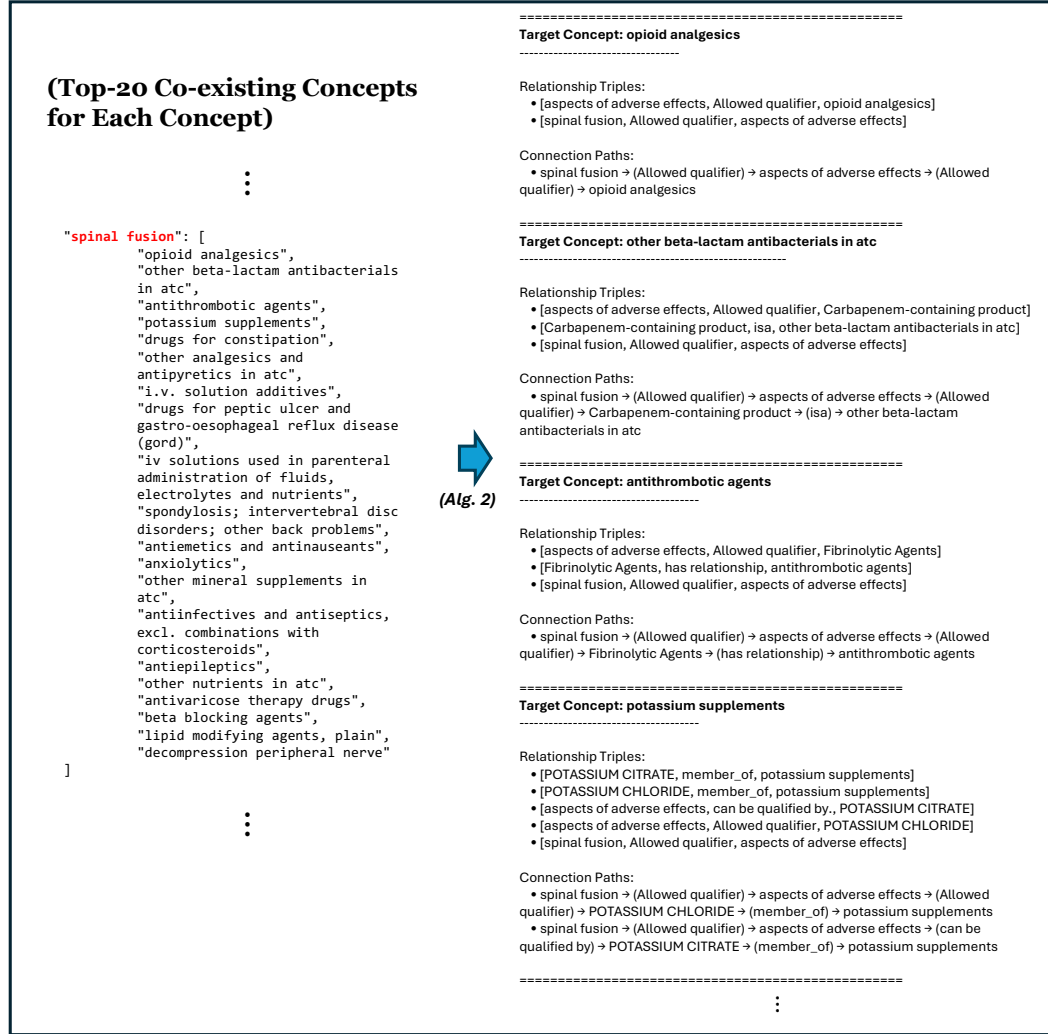 (Top-20 Co-existing Concepts
for Each Concept)
⋮
"spinal fusion": [
"opioid analgesics",
"other beta-lactam antibacterials
in atc",
"antithrombotic agents",
"potassium supplements",
"drugs for constipation",
"other analgesics and
antipyretics in atc",
"i.v. solution additives",
"drugs for peptic ulcer and
gastro-oesophageal reflux disease
(gord)",
"iv solutions used in parenteral
administration of fluids,
electrolytes and nutrients",
"spondylosis; intervertebral disc
disorders; other back problems",
"antiemetics and antinauseants",
"anxiolytics",
"other mineral supplements in
atc",
"antiinfectives and antiseptics,
excl. combinations with
corticosteroids",
"antiepileptics",
"other nutrients in atc",
"antivaricose therapy drugs",
"beta blocking agents",
"lipid modifying agents, plain",
"decompression peripheral nerve"
]
⋮
(Alg. 2)
==================================================
Target Concept: opioid analgesics
---------------------------------
Relationship Triples:
• [aspects of adverse effects, Allowed qualifier, opioid analgesics]
• [spinal fusion, Allowed qualifier, aspects of adverse effects]
Connection Paths:
• spinal fusion → (Allowed qualifier) → aspects of adverse effects → (Allowed
qualifier) → opioid analgesics
==================================================
Target Concept: other beta-lactam antibacterials in atc
-------------------------------------------------------
Relationship Triples:
• [aspects of adverse effects, Allowed qualifier, Carbapenem-containing product]
• [Carbapenem-containing product, isa, other beta-lactam antibacterials in atc]
• [spinal fusion, Allowed qualifier, aspects of adverse effects]
Connection Paths:
• spinal fusion → (Allowed qualifier) → aspects of adverse effects → (Allowed
qualifier) → Carbapenem-containing product → (isa) → other beta-lactam
antibacterials in atc
==================================================
Target Concept: antithrombotic agents
-------------------------------------
Relationship Triples:
• [aspects of adverse effects, Allowed qualifier, Fibrinolytic Agents]
• [Fibrinolytic Agents, has relationship, antithrombotic agents]
• [spinal fusion, Allowed qualifier, aspects of adverse effects]
Connection Paths:
• spinal fusion → (Allowed qualifier) → aspects of adverse effects → (Allowed
qualifier) → Fibrinolytic Agents → (has relationship) → antithrombotic agents
==================================================
Target Concept: potassium supplements
-------------------------------------
Relationship Triples:
• [POTASSIUM CITRATE, member_of, potassium supplements]
• [POTASSIUM CHLORIDE, member_of, potassium supplements]
• [aspects of adverse effects, can be qualified by., POTASSIUM CITRATE]
• [aspects of adverse effects, Allowed qualifier, POTASSIUM CHLORIDE]
• [spinal fusion, Allowed qualifier, aspects of adverse effects]
Connection Paths:
• spinal fusion → (Allowed qualifier) → aspects of adverse effects → (Allowed
qualifier) → POTASSIUM CHLORIDE → (member_of) → potassium supplements
• spinal fusion → (Allowed qualifier) → aspects of adverse effects → (can be
qualified by) → POTASSIUM CITRATE → (member_of) → potassium supplements
==================================================
⋮